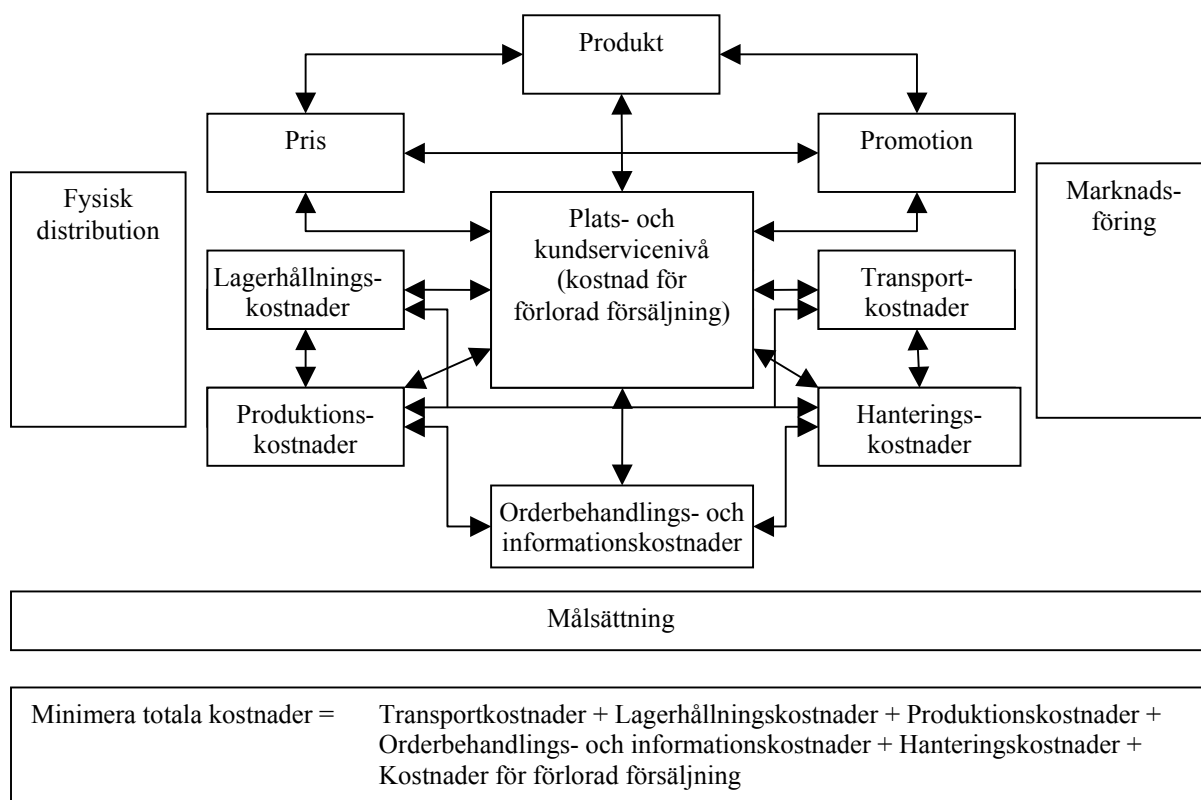 Produkt
Pris
Promotion
Fysisk
distribution
Marknads-
föring
Plats- och
kundservicenivå
(kostnad för
förlorad försäljning)
Lagerhållnings-
kostnader
Transport-
kostnader
Produktions-
kostnader
Hanterings-
kostnader
Orderbehandlings- och
informationskostnader
Målsättning
Minimera totala kostnader = Transportkostnader + Lagerhållningskostnader + Produktionskostnader +
Orderbehandlings- och informationskostnader + Hanteringskostnader +
Kostnader för förlorad försäljning